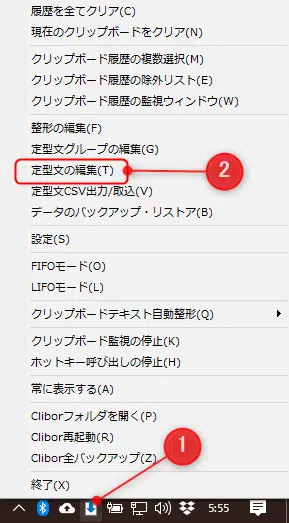 履歴を全てクリア(C)
現在のクリップボードをクリア(N)
クリップボード履歴の複数選択(M)
クリップボード履歴の除外リスト(E)
クリップボード履歴の監視ウィンドウ(W)
整形の編集(F)
定型文グループの編集(G)
定型文の編集(T)
2
定型文CSV出力/取込(V)
データのバックアップ・リストア(B)
設定(S)
FIFOモード(O)
LIFOモード(L)
クリップボードテキスト自動整形(Q)
クリップボード監視の停止(K)
ホットキー呼び出しの停止(H)
常に表示する(A)
Cliborフォルダを開く(P)
Clibor再起動(R)
1
Clibor全バックアップ(Z)
終了(X)
5:55